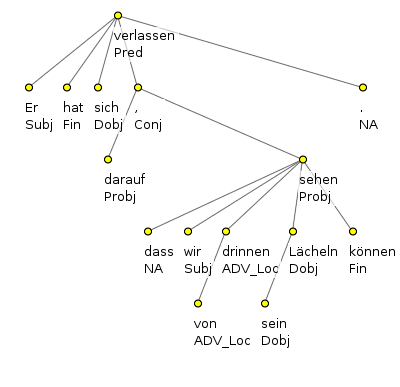 verlassen
Pred
Er hat sich , .
Subj Fin Dobj Conj NA
darauf sehen
Probj Probj
dass wir drinnen Lächeln können
NA Subj ADV_Loc Dobj Fin
von sein
ADV_Loc Dobj